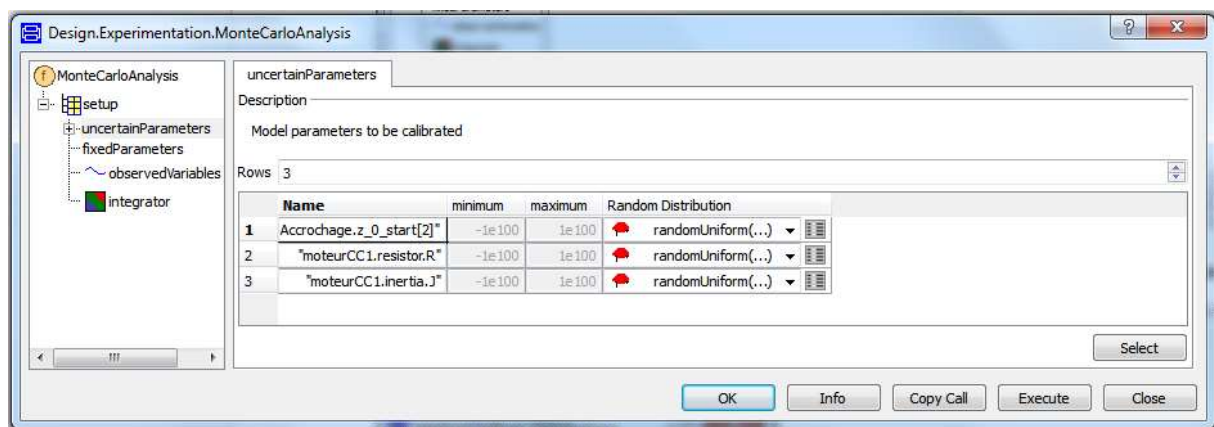 Design.Experimentation.MonteCarloAnalysis
MonteCarloAnalysis
setup
uncertainParameters
fixedParameters
observedVariables
integrator
uncertainParameters
Description
Model parameters to be calibrated
Rows 3
Name minimum maximum Random Distribution
1 Accrochage.z_0_start[2]" -1e100 1e100 randomUniform(...)
2 "moteurCC1.resistor.R" -1e100 1e100 randomUniform(...)
3 "moteurCC1.inertia.J" -1e100 1e100 randomUniform(...)
Select
OK Info Copy Call Execute Close